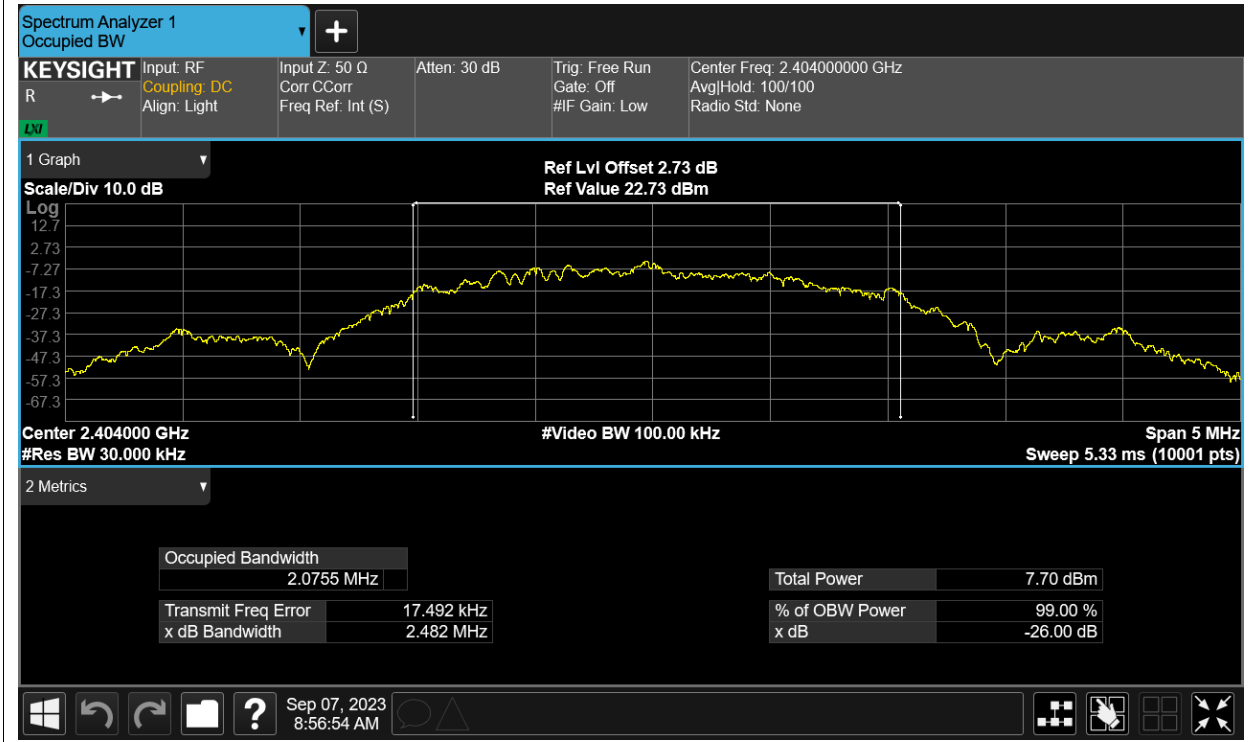 Spectrum Analyzer 1
Occupied BW
KEYSIGHT
R
LXI
Input: RF
Coupling: DC
Align: Light
Input Z: 50 Ω
Corr CCorr
Freq Ref: Int (S)
Atten: 30 dB
Trig: Free Run
Gate: Off
#IF Gain: Low
Center Freq: 2.404000000 GHz
Avg|Hold: 100/100
Radio Std: None
1 Graph
Scale/Div 10.0 dB
Ref Lvl Offset 2.73 dB
Ref Value 22.73 dBm
Log
12.7
2.73
-7.27
-17.3
-27.3
-37.3
-47.3
-57.3
-67.3
Center 2.404000 GHz
#Video BW 100.00 kHz
Span 5 MHz
#Res BW 30.000 kHz
Sweep 5.33 ms (10001 pts)
2 Metrics
Occupied Bandwidth
2.0755 MHz
Total Power 7.70 dBm
Transmit Freq Error 17.492 kHz
% of OBW Power 99.00 %
x dB Bandwidth 2.482 MHz
x dB -26.00 dB
?
Sep 07, 2023
8:56:54 AM